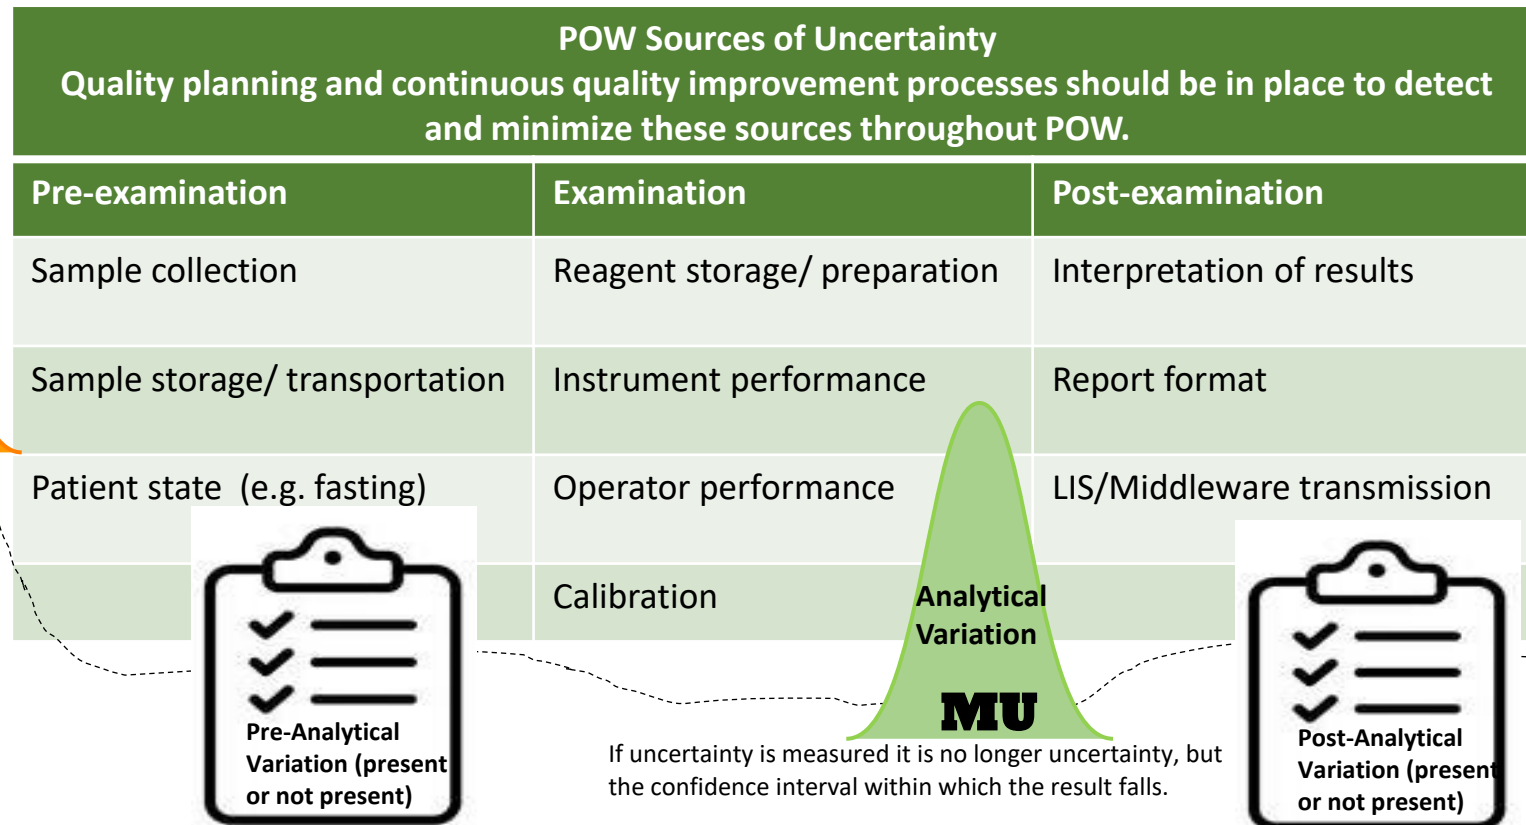 POW Sources of Uncertainty
Quality planning and continuous quality improvement processes should be in place to detect
and minimize these sources throughout POW.
Pre-examination
Examination
Post-examination
Sample collection
Reagent storage/ preparation
Interpretation of results
Sample storage/ transportation
Instrument performance
Report format
Patient state (e.g. fasting)
Operator performance
LIS/Middleware transmission
Calibration
Pre-Analytical
Variation (present
or not present)
Analytical
Variation
MU
If uncertainty is measured it is no longer uncertainty, but
the confidence interval within which the result falls.
Post-Analytical
Variation (present
or not present)